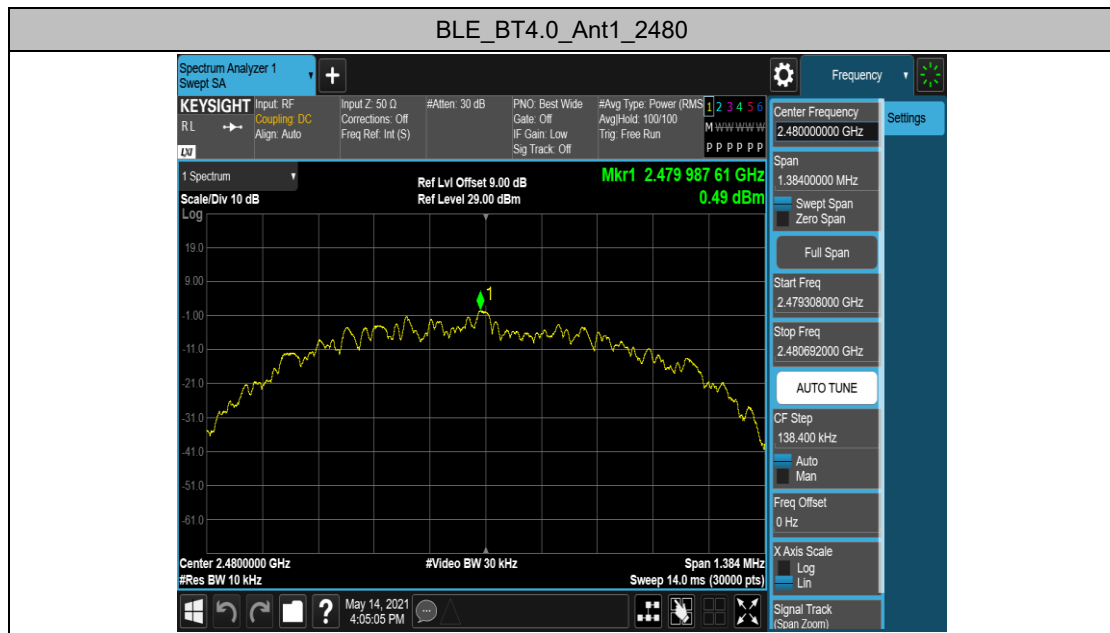 BLE_BT4.0_Ant1_2480
Spectrum Analyzer 1
Swept SA
Frequency
KEYSIGHT
RL
LXI
Input: RF
Coupling: DC
Align: Auto
Input Z: 50 Ω
Corrections: Off
Freq Ref: Int (S)
#Atten: 30 dB
PNO: Best Wide
Gate: Off
IF Gain: Low
Sig Track: Off
#Avg Type: Power (RMS
Avg|Hold: 100/100
Trig: Free Run
1 2 3 4 5 6
M W W W W W
P P P P P P
1 Spectrum
Scale/Div 10 dB
Log
Ref Lvl Offset 9.00 dB
Ref Level 29.00 dBm
Mkr1 2.479 987 61 GHz
0.49 dBm
1
19.0
9.00
-1.00
-11.0
-21.0
-31.0
-41.0
-51.0
-61.0
Center 2.4800000 GHz
#Res BW 10 kHz
#Video BW 30 kHz
Span 1.384 MHz
Sweep 14.0 ms (30000 pts)
Center Frequency
2.480000000 GHz
Settings
Span
1.38400000 MHz
Swept Span
Zero Span
Full Span
Start Freq
2.479308000 GHz
Stop Freq
2.480692000 GHz
AUTO TUNE
CF Step
138.400 kHz
Auto
Man
Freq Offset
0 Hz
X Axis Scale
Log
Lin
Signal Track
(Span Zoom)
May 14, 2021
4:05:05 PM